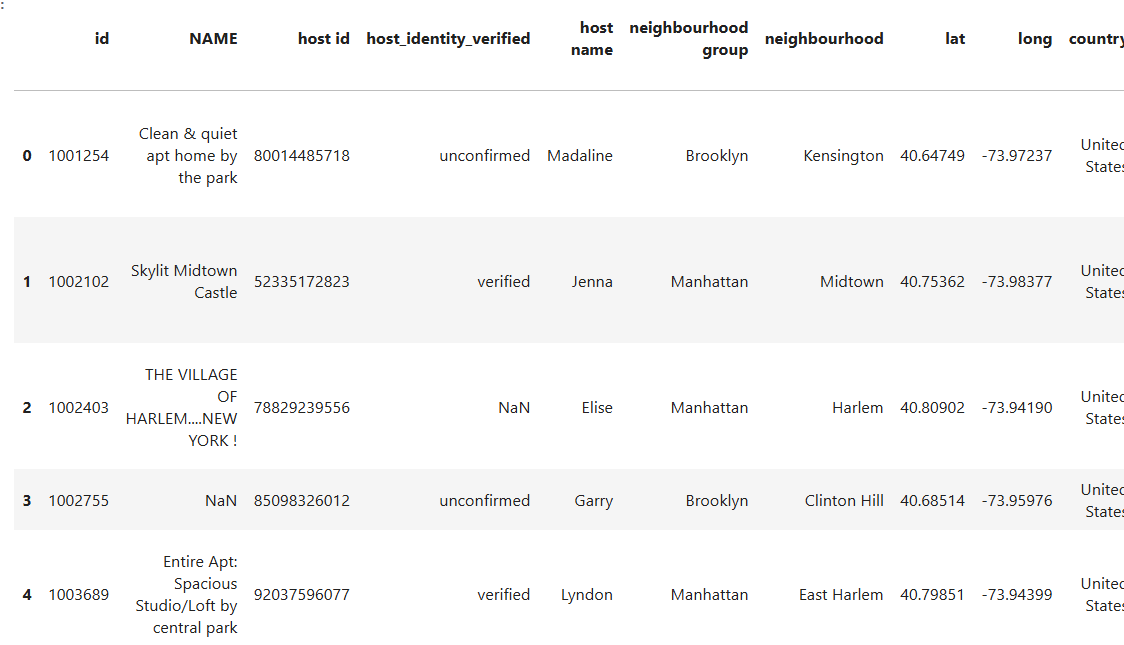 :
id NAME host id host_identity_verified host name neighbourhood group neighbourhood lat long country
0 1001254 Clean & quiet apt home by the park 80014485718 unconfirmed Madaline Brooklyn Kensington 40.64749 -73.97237 United States
1 1002102 Skylit Midtown Castle 52335172823 verified Jenna Manhattan Midtown 40.75362 -73.98377 United States
2 1002403 THE VILLAGE OF HARLEM....NEW YORK ! 78829239556 NaN Elise Manhattan Harlem 40.80902 -73.94190 United States
3 1002755 NaN 85098326012 unconfirmed Garry Brooklyn Clinton Hill 40.68514 -73.95976 United States
4 1003689 Entire Apt: Spacious Studio/Loft by central park 92037596077 verified Lyndon Manhattan East Harlem 40.79851 -73.94399 United States